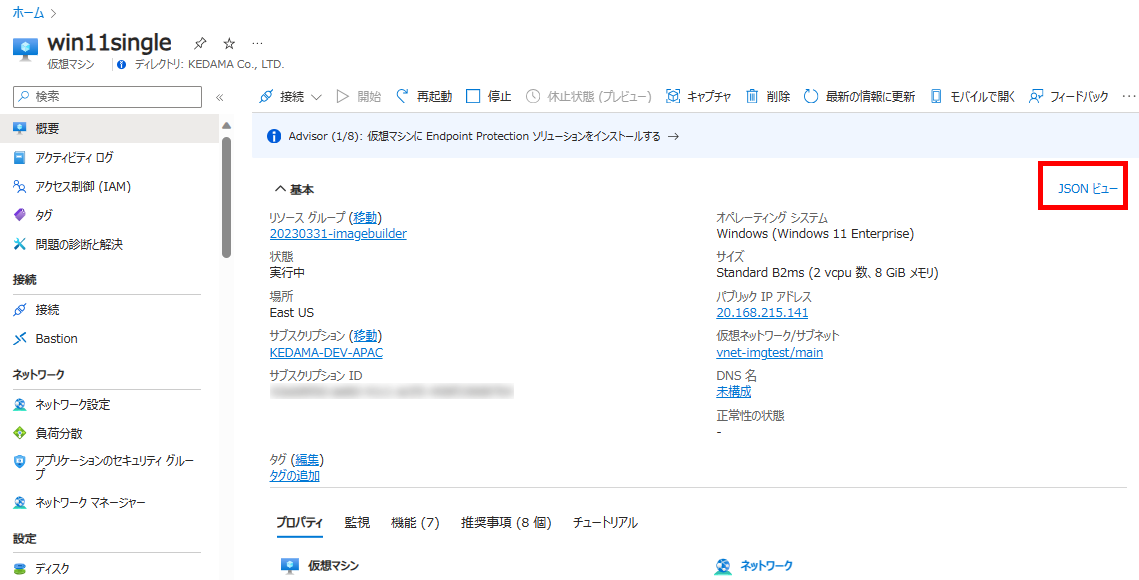 ホーム
win11single
仮想マシン
ディレクトリ: KEDAMA Co., LTD.
検索
接続
開始
再起動
停止
休止状態 (プレビュー)
キャプチャ
削除
最新の情報に更新
モバイルで開く
フィードバック
概要
アクティビティ ログ
アクセス制御 (IAM)
タグ
問題の診断と解決
接続
接続
Bastion
ネットワーク
ネットワーク設定
負荷分散
アプリケーションのセキュリティ グルー
プ
ネットワーク マネージャー
設定
ディスク
Advisor (1/8): 仮想マシンに Endpoint Protection ソリューションをインストールする →
基本
JSON ビュー
リソース グループ (移動)
20230331-imagebuilder
状態
実行中
場所
East US
サブスクリプション (移動)
KEDAMA-DEV-APAC
サブスクリプション ID
オペレーティング システム
Windows (Windows 11 Enterprise)
サイズ
Standard B2ms (2 vcpu 数、8 GiB メモリ)
パブリック IP アドレス
20.168.215.141
仮想ネットワーク/サブネット
vnet-imgtest/main
DNS 名
未構成
正常性の状態
-
タグ (編集)
タグの追加
プロパティ
監視
機能 (7)
推奨事項 (8 個)
チュートリアル
仮想マシン
ネットワーク